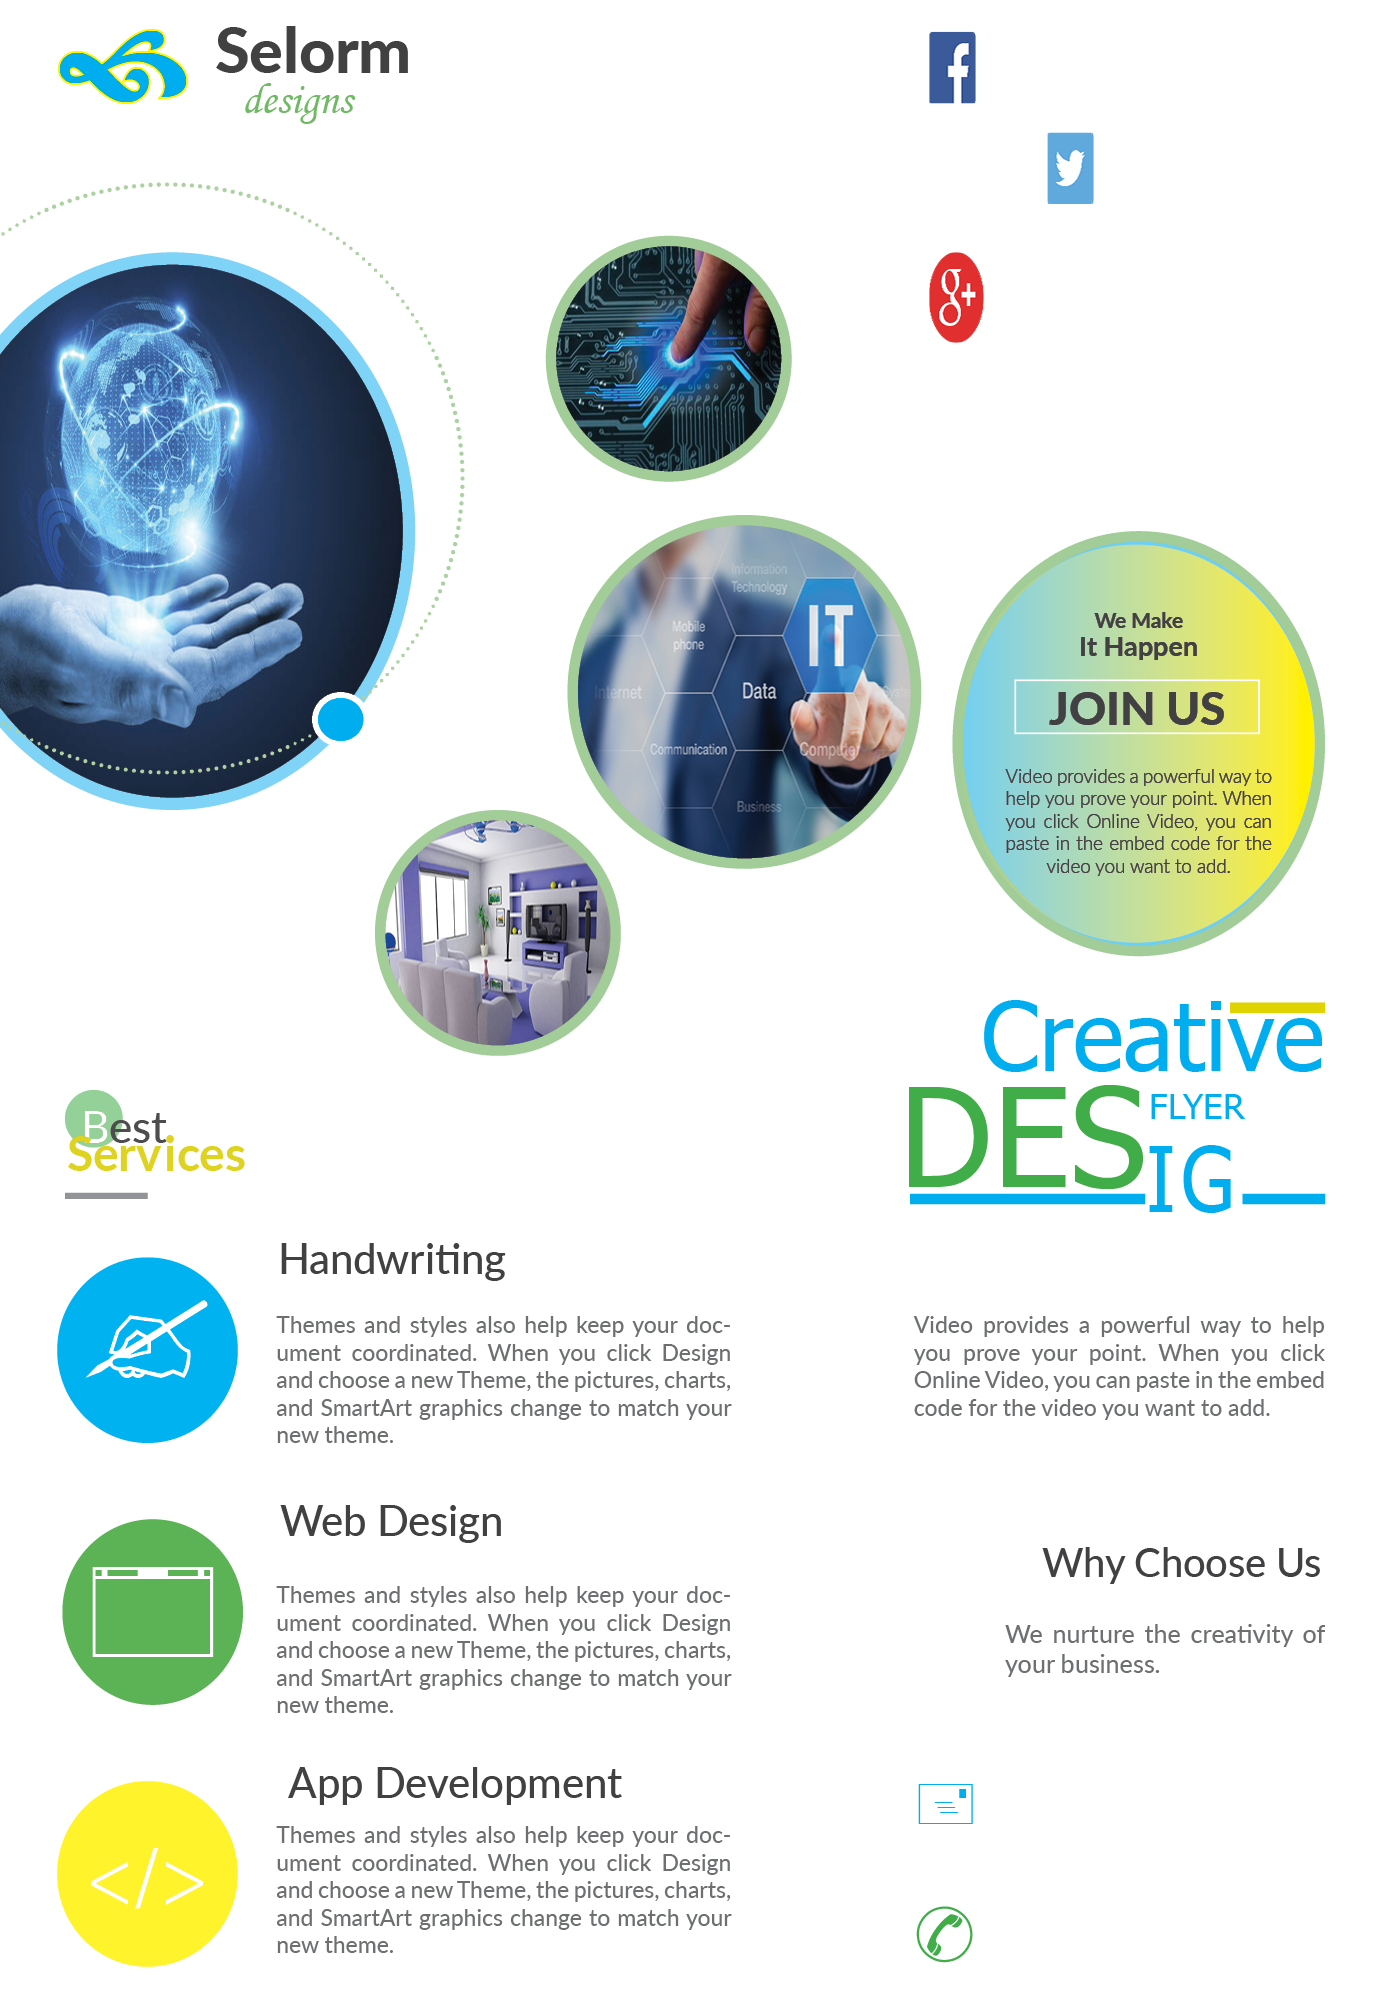 Selorm
designs
Information
Technology
IT
Mobile
phone
Internet
Data
System
Communication
Computer
Business
We Make
It Happen
JOIN US
Video provides a powerful way to
help you prove your point. When
you click Online Video, you can
paste in the embed code for the
video you want to add.
Creative
DES
FLYER
IG
Best
Services
Handwriting
Themes and styles also help keep your doc-
ument coordinated. When you click Design
and choose a new Theme, the pictures, charts,
and SmartArt graphics change to match your
new theme.
Video provides a powerful way to help
you prove your point. When you click
Online Video, you can paste in the embed
code for the video you want to add.
Web Design
Themes and styles also help keep your doc-
ument coordinated. When you click Design
and choose a new Theme, the pictures, charts,
and SmartArt graphics change to match your
new theme.
Why Choose Us
We nurture the creativity of
your business.
App Development
Themes and styles also help keep your doc-
ument coordinated. When you click Design
and choose a new Theme, the pictures, charts,
and SmartArt graphics change to match your
new theme.